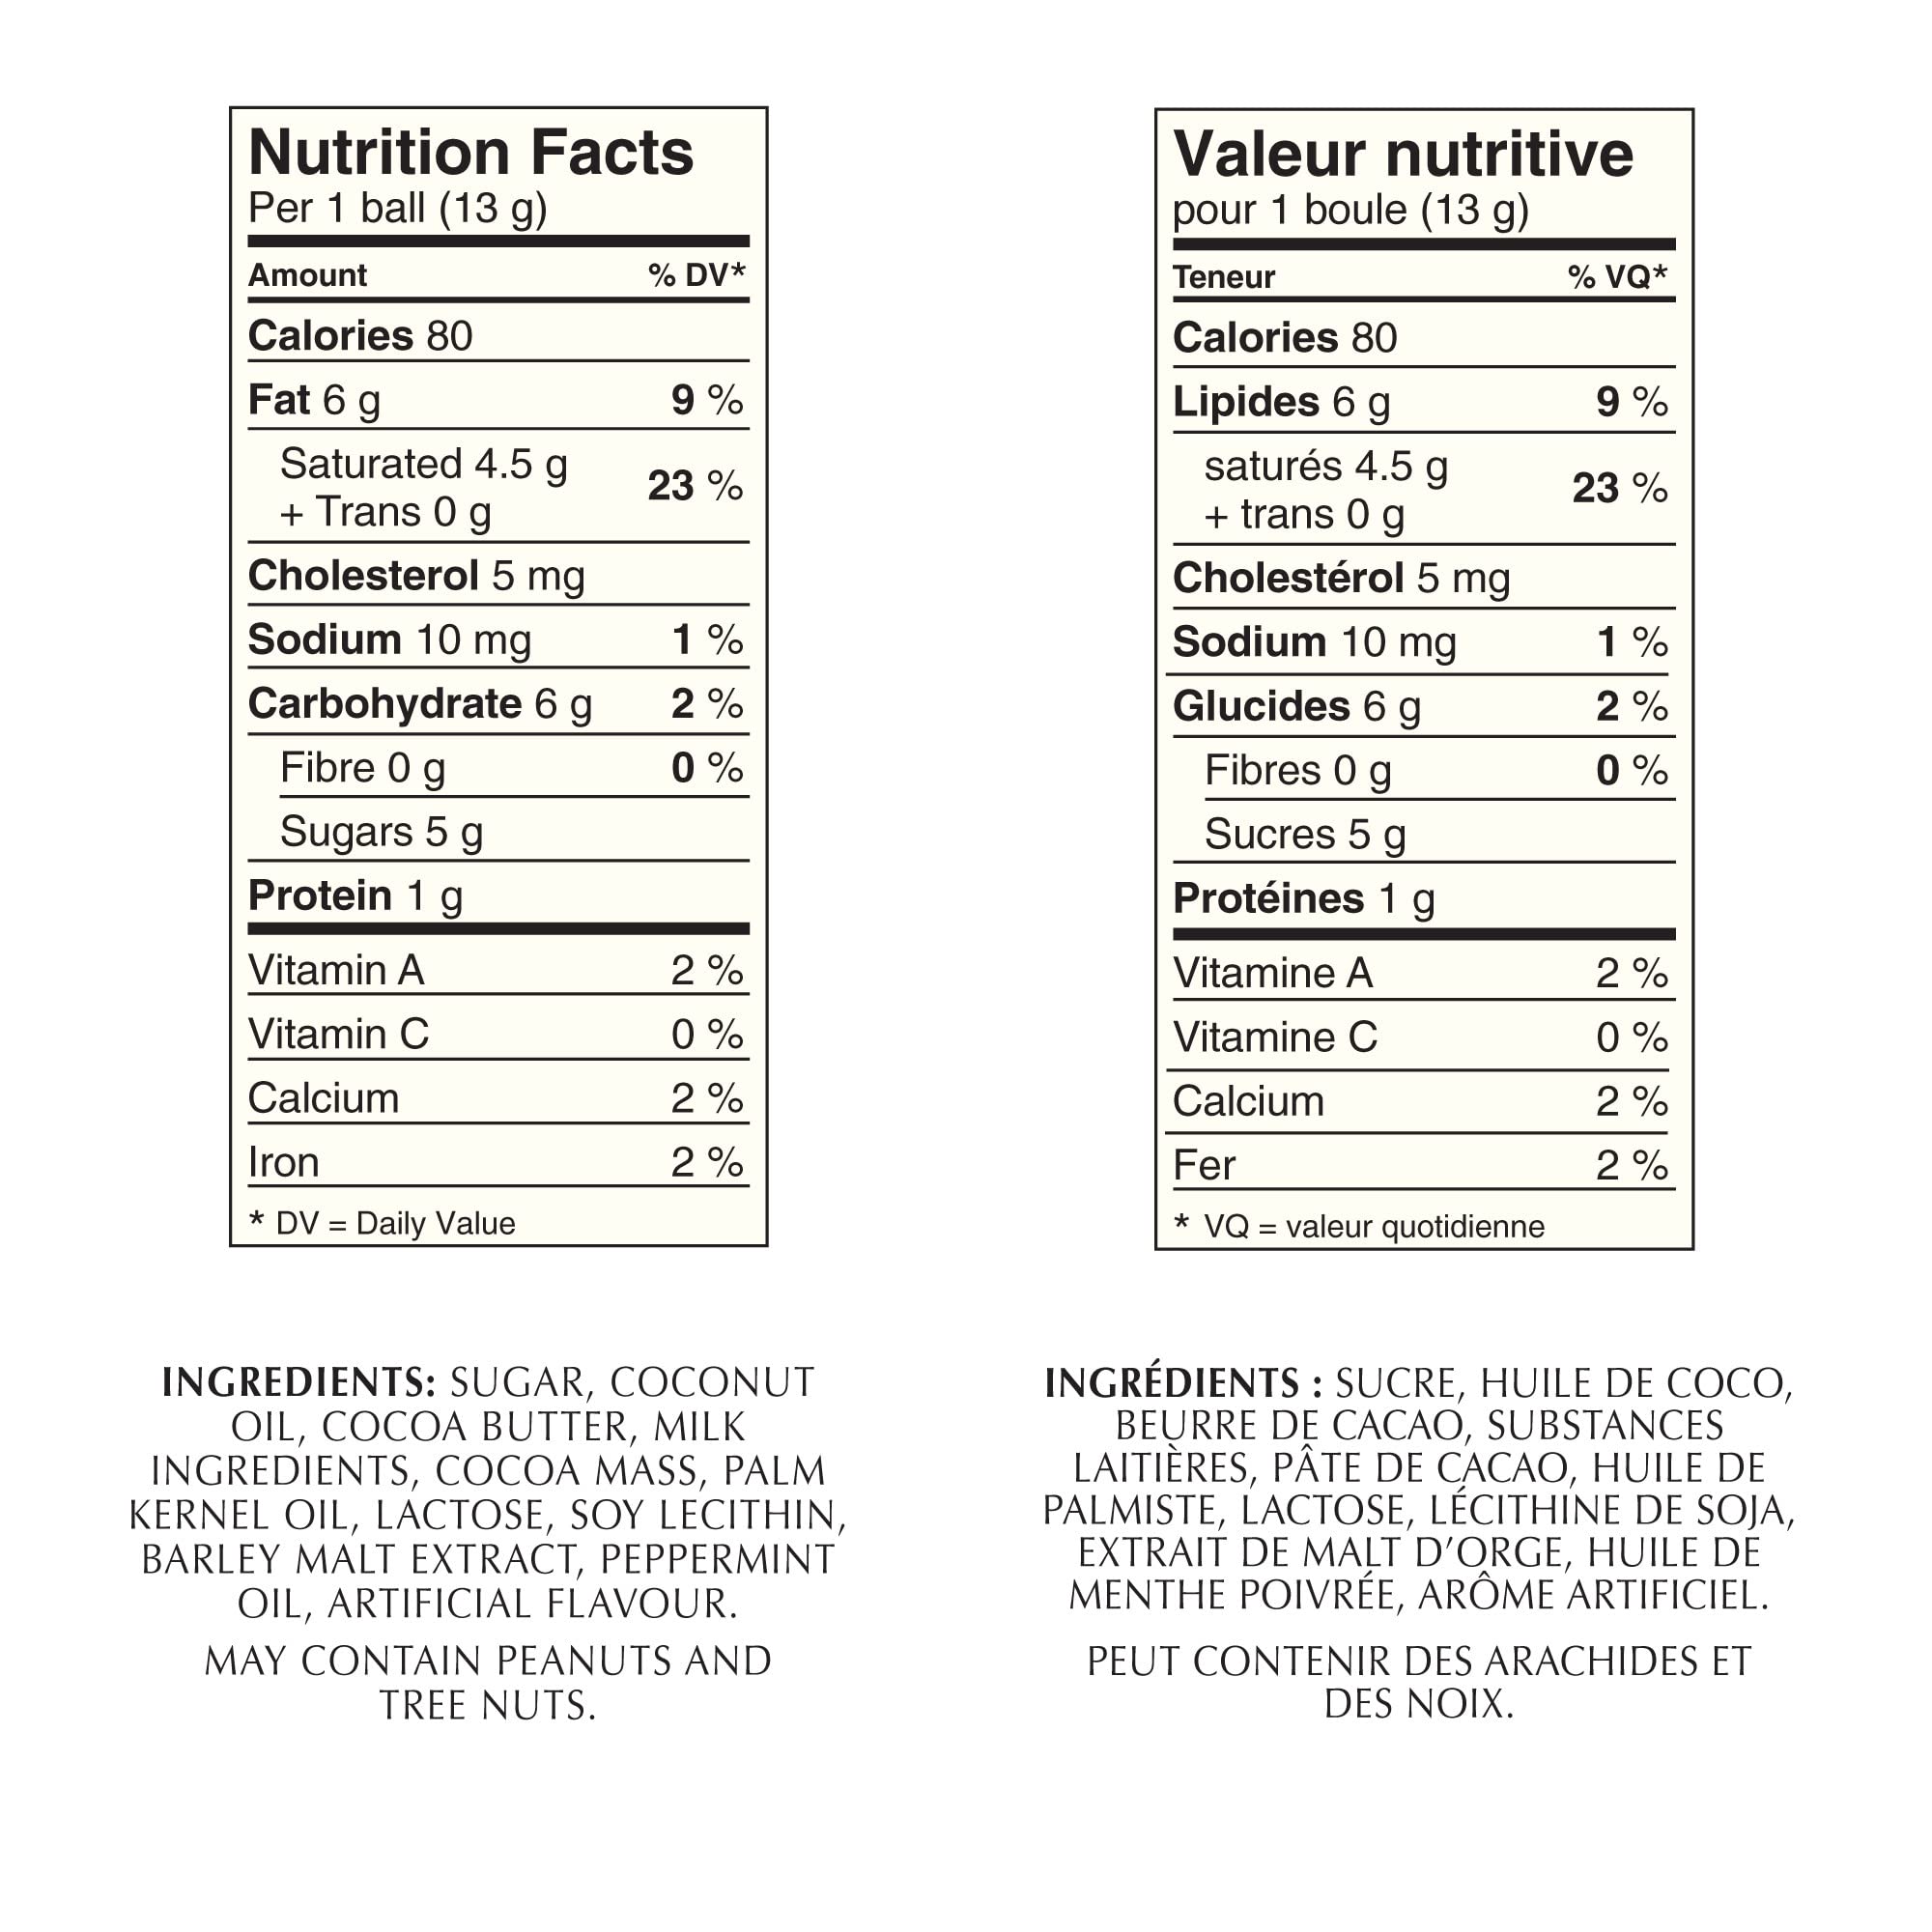 Nutrition Facts
Per 1 ball (13 g)
Amount % DV*
Calories 80
Fat 6 g 9 %
Saturated 4.5 g
+ Trans 0 g 23 %
Cholesterol 5 mg
Sodium 10 mg 1 %
Carbohydrate 6 g 2 %
Fibre 0 g 0 %
Sugars 5 g
Protein 1 g
Vitamin A 2 %
Vitamin C 0 %
Calcium 2 %
Iron 2 %
* DV = Daily Value
INGREDIENTS: SUGAR, COCONUT
OIL, COCOA BUTTER, MILK
INGREDIENTS, COCOA MASS, PALM
KERNEL OIL, LACTOSE, SOY LECITHIN,
BARLEY MALT EXTRACT, PEPPERMINT
OIL, ARTIFICIAL FLAVOUR.
MAY CONTAIN PEANUTS AND
TREE NUTS.
Valeur nutritive
pour 1 boule (13 g)
Teneur % VQ*
Calories 80
Lipides 6 g 9 %
saturés 4.5 g
+ trans 0 g 23 %
Cholestérol 5 mg
Sodium 10 mg 1 %
Glucides 6 g 2 %
Fibres 0 g 0 %
Sucres 5 g
Protéines 1 g
Vitamine A 2 %
Vitamine C 0 %
Calcium 2 %
Fer 2 %
* VQ = valeur quotidienne
INGRÉDIENTS : SUCRE, HUILE DE COCO,
BEURRE DE CACAO, SUBSTANCES
LAITIÈRES, PÂTE DE CACAO, HUILE DE
PALMISTE, LACTOSE, LÉCITHINE DE SOJA,
EXTRAIT DE MALT D'ORGE, HUILE DE
MENTHE POIVRÉE, ARÔME ARTIFICIEL.
PEUT CONTENIR DES ARACHIDES ET
DES NOIX.